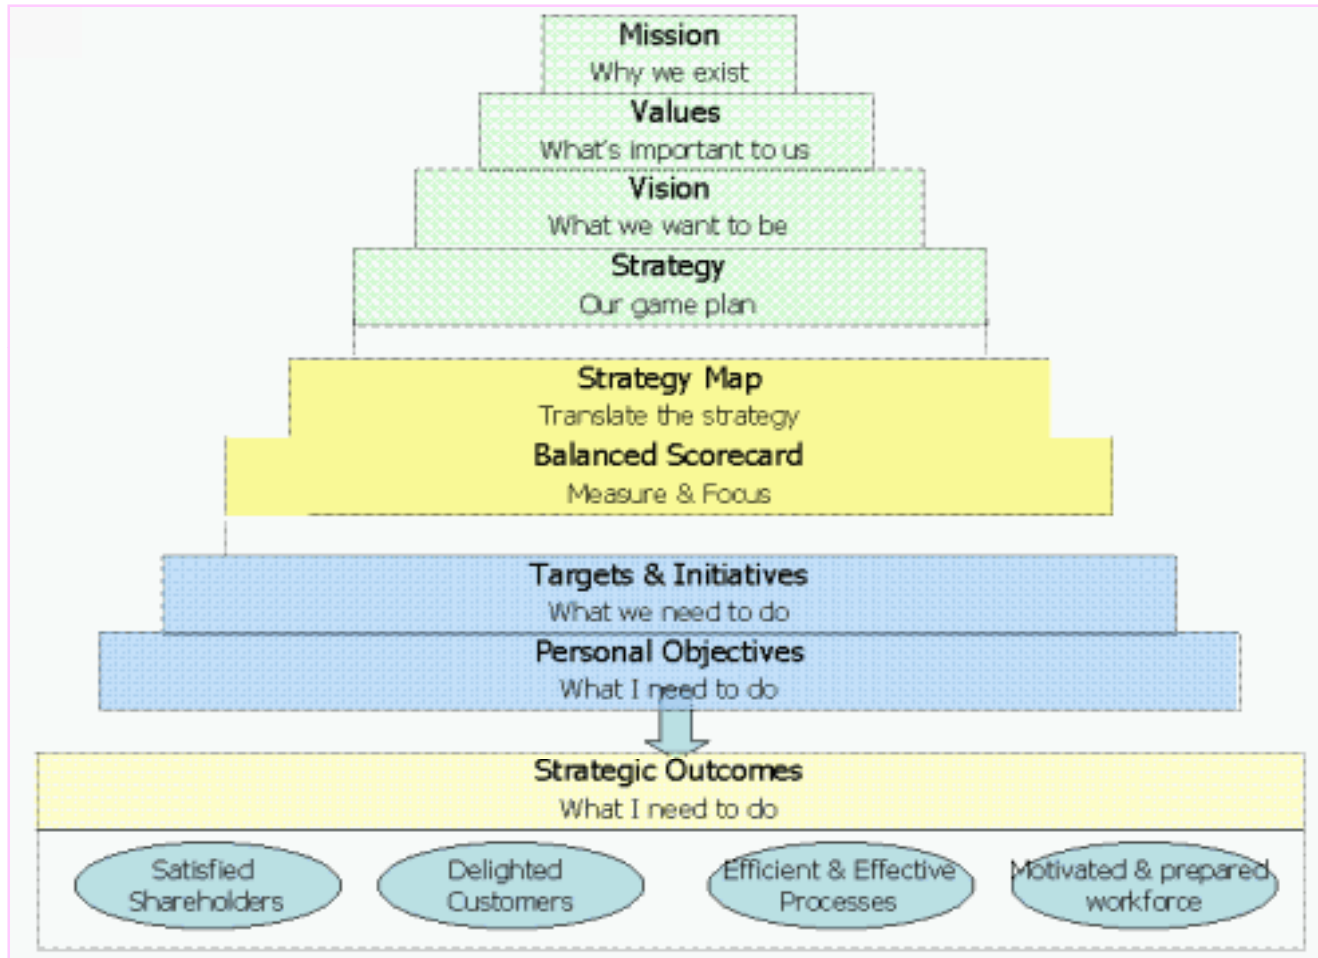 Mission
Why we exist
Values
What's important to us
Vision
What we want to be
Strategy
Our game plan
Strategy Map
Translate the strategy
Balanced Scorecard
Measure & Focus
Targets & Initiatives
What we need to do
Personal Objectives
What I need to do
Strategic Outcomes
What I need to do
Satisfied
Shareholders
Delighted
Customers
Efficient & Effective
Processes
Motivated & prepared
workforce